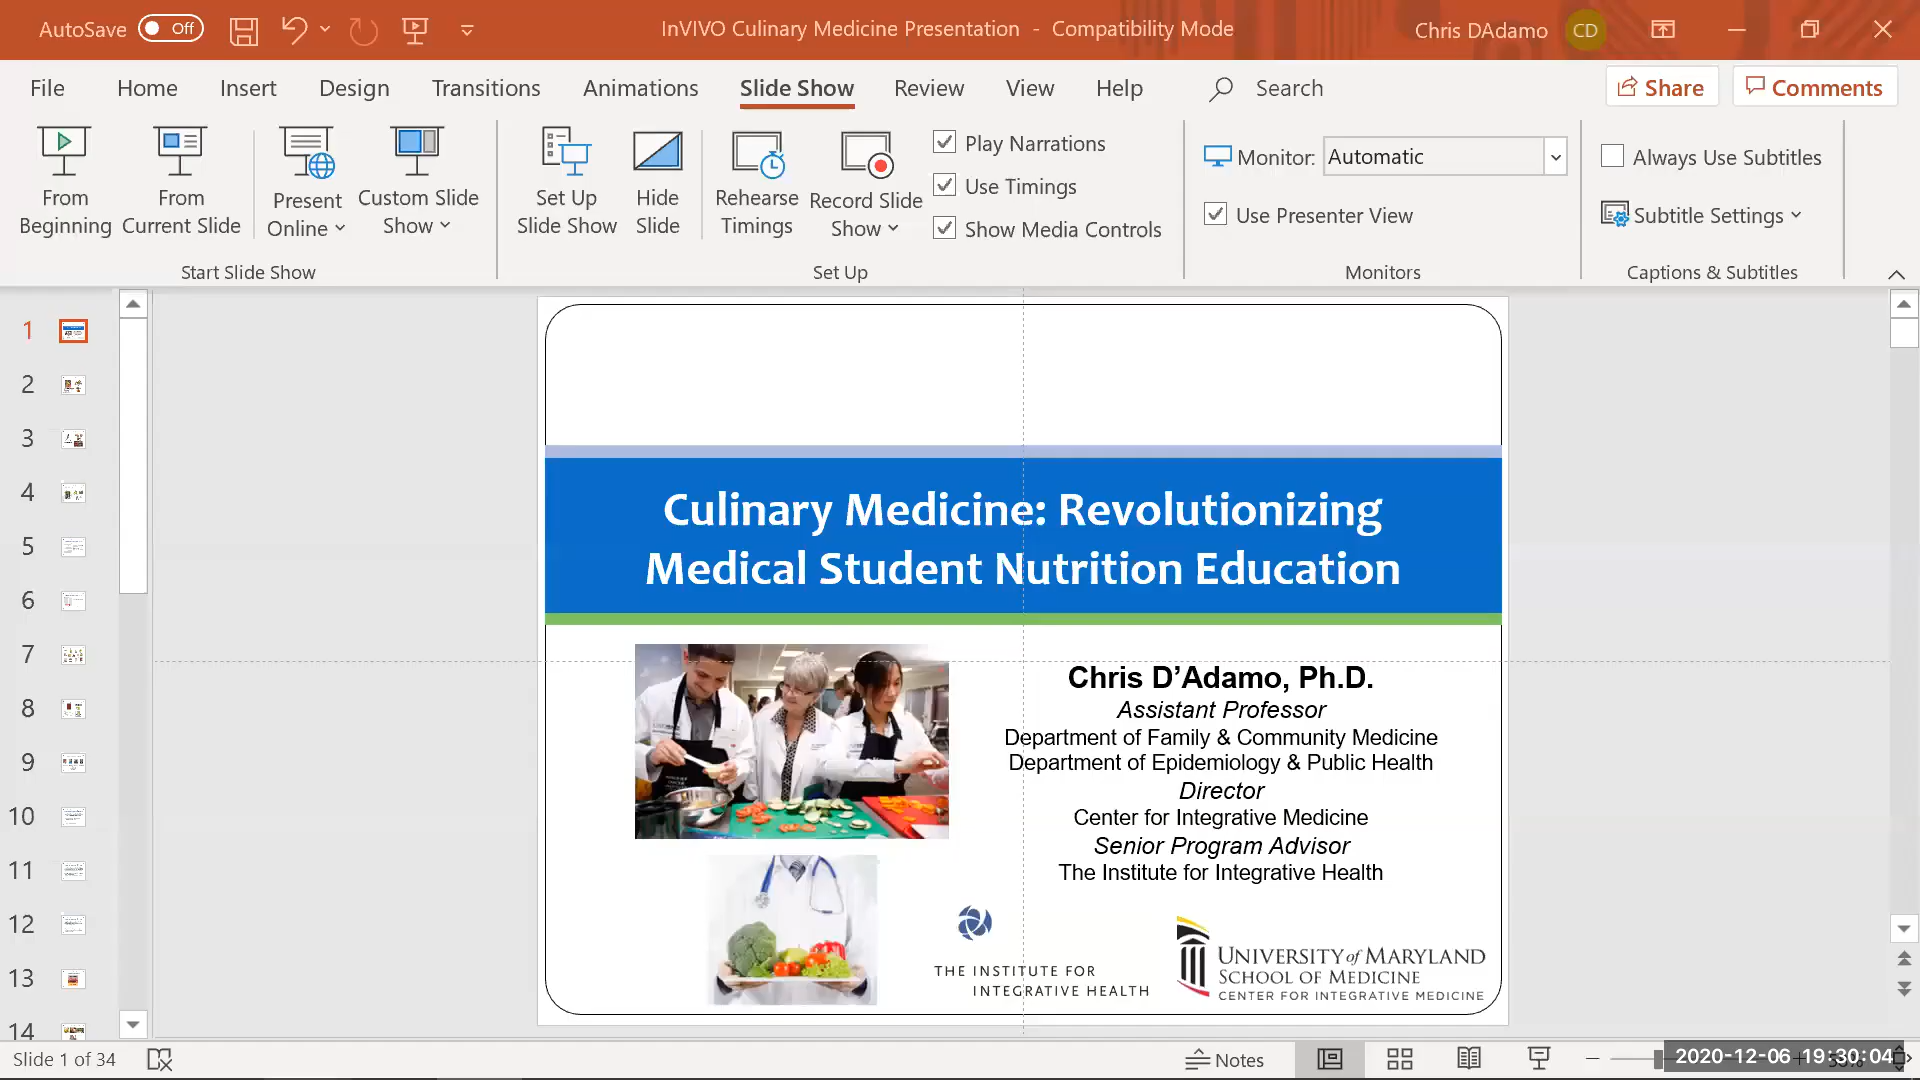 AutoSave Off
InVIVO Culinary Medicine Presentation - Compatibility Mode
Chris DAdamo CD
File Home Insert Design Transitions Animations Slide Show Review View Help Search
Share Comments
From Beginning
From Current Slide
Present Online
Custom Slide Show
Start Slide Show
Set Up Slide Show
Hide Slide
Rehearse Timings
Record Slide Show
Play Narrations
Use Timings
Show Media Controls
Set Up
Monitor: Automatic
Use Presenter View
Monitors
Always Use Subtitles
Subtitle Settings
Captions & Subtitles
1
2
3
4
5
6
7
8
9
10
11
12
13
14
Culinary Medicine: Revolutionizing
Medical Student Nutrition Education
Chris D’Adamo, Ph.D.
Assistant Professor
Department of Family & Community Medicine
Department of Epidemiology & Public Health
Director
Center for Integrative Medicine
Senior Program Advisor
The Institute for Integrative Health
THE INSTITUTE FOR
INTEGRATIVE HEALTH
UNIVERSITY of MARYLAND
SCHOOL OF MEDICINE
CENTER FOR INTEGRATIVE MEDICINE
Slide 1 of 34
Notes
2020-12-06 19:30:04